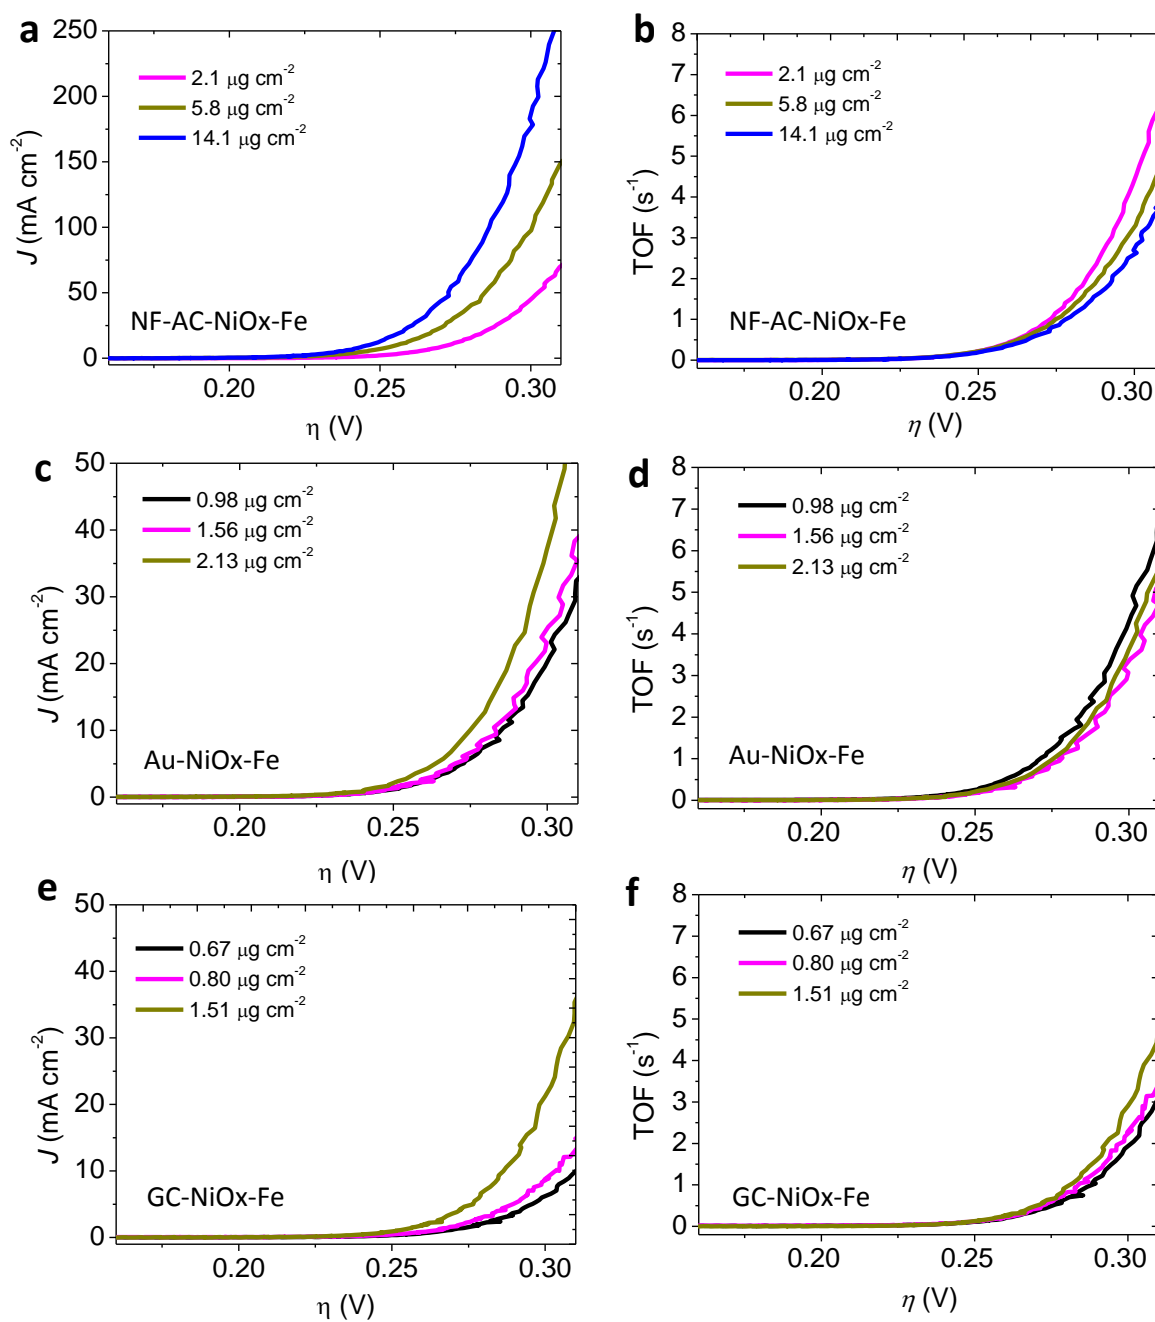 a
250
200
150
100
50
0
J (mA cm-2)
2.1 μg cm-2
5.8 μg cm-2
14.1 μg cm-2
NF-AC-NiOx-Fe
0.20 0.25 0.30
η (V)
b
8
7
6
5
4
3
2
1
0
TOF (s-1)
2.1 μg cm-2
5.8 μg cm-2
14.1 μg cm-2
NF-AC-NiOx-Fe
0.20 0.25 0.30
η (V)
c
50
40
30
20
10
0
J (mA cm-2)
0.98 μg cm-2
1.56 μg cm-2
2.13 μg cm-2
Au-NiOx-Fe
0.20 0.25 0.30
η (V)
d
8
7
6
5
4
3
2
1
0
TOF (s-1)
0.98 μg cm-2
1.56 μg cm-2
2.13 μg cm-2
Au-NiOx-Fe
0.20 0.25 0.30
η (V)
e
50
40
30
20
10
0
J (mA cm-2)
0.67 μg cm-2
0.80 μg cm-2
1.51 μg cm-2
GC-NiOx-Fe
0.20 0.25 0.30
η (V)
f
8
7
6
5
4
3
2
1
0
TOF (s-1)
0.67 μg cm-2
0.80 μg cm-2
1.51 μg cm-2
GC-NiOx-Fe
0.20 0.25 0.30
η (V)